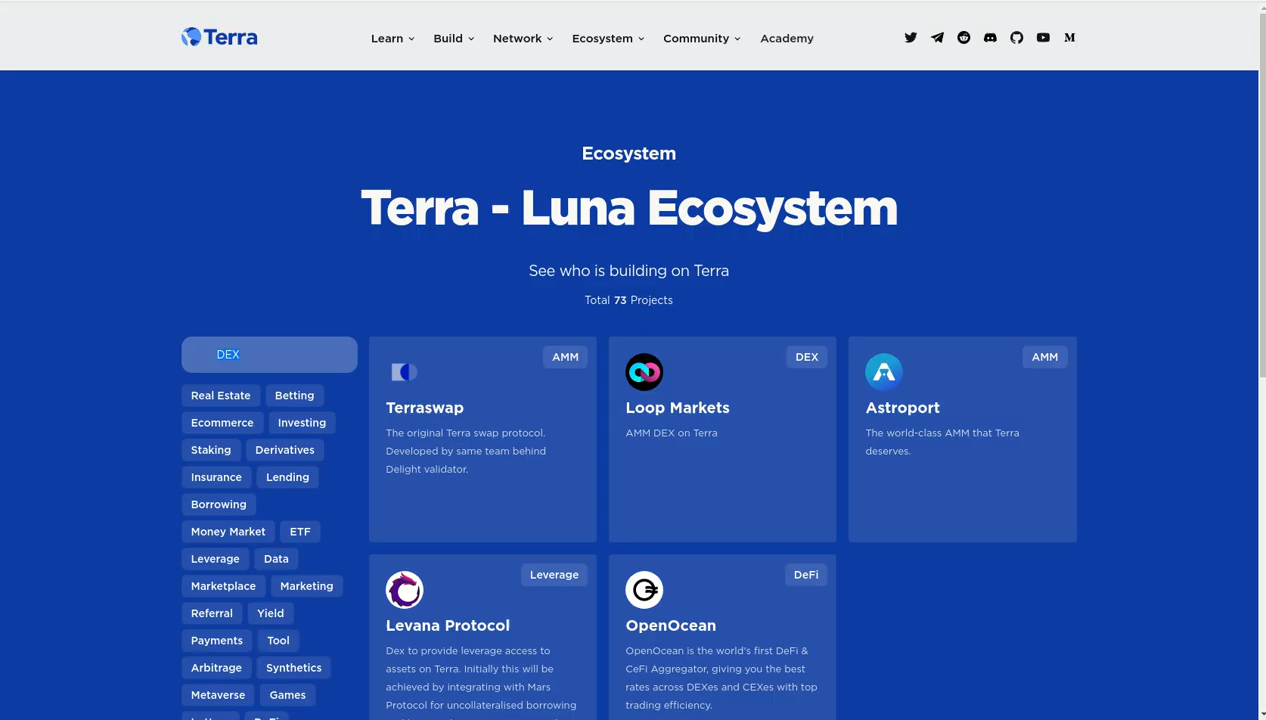 Terra
Learn
Build
Network
Ecosystem
Community
Academy
Ecosystem
Terra - Luna Ecosystem
See who is building on Terra
Total 73 Projects
DEX
Real Estate
Betting
Ecommerce
Investing
Staking
Derivatives
Insurance
Lending
Borrowing
Money Market
ETF
Leverage
Data
Marketplace
Marketing
Referral
Yield
Payments
Tool
Arbitrage
Synthetics
Metaverse
Games
AMM
Terraswap
The original Terra swap protocol.
Developed by same team behind
Delight validator.
DEX
Loop Markets
AMM DEX on Terra
AMM
Astroport
The world-class AMM that Terra
deserves.
Leverage
Levana Protocol
Dex to provide leverage access to
assets on Terra. Initially this will be
achieved by integrating with Mars
Protocol for uncollateralised borrowing
DeFi
OpenOcean
OpenOcean is the world's first DeFi &
CeFi Aggregator, giving you the best
rates across DEXes and CEXes with top
trading efficiency.